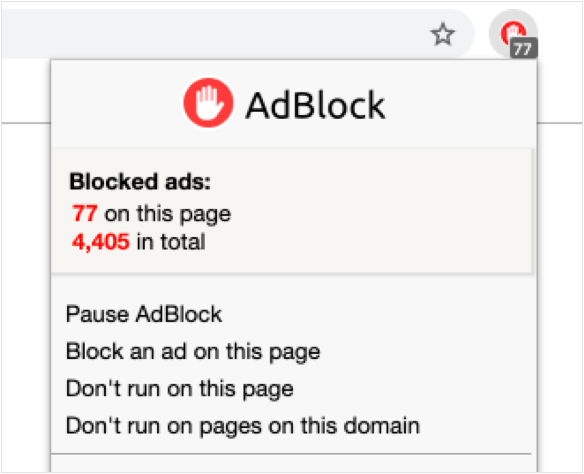 77
AdBlock
Blocked ads:
77 on this page
4,405 in total
Pause AdBlock
Block an ad on this page
Don't run on this page
Don't run on pages on this domain